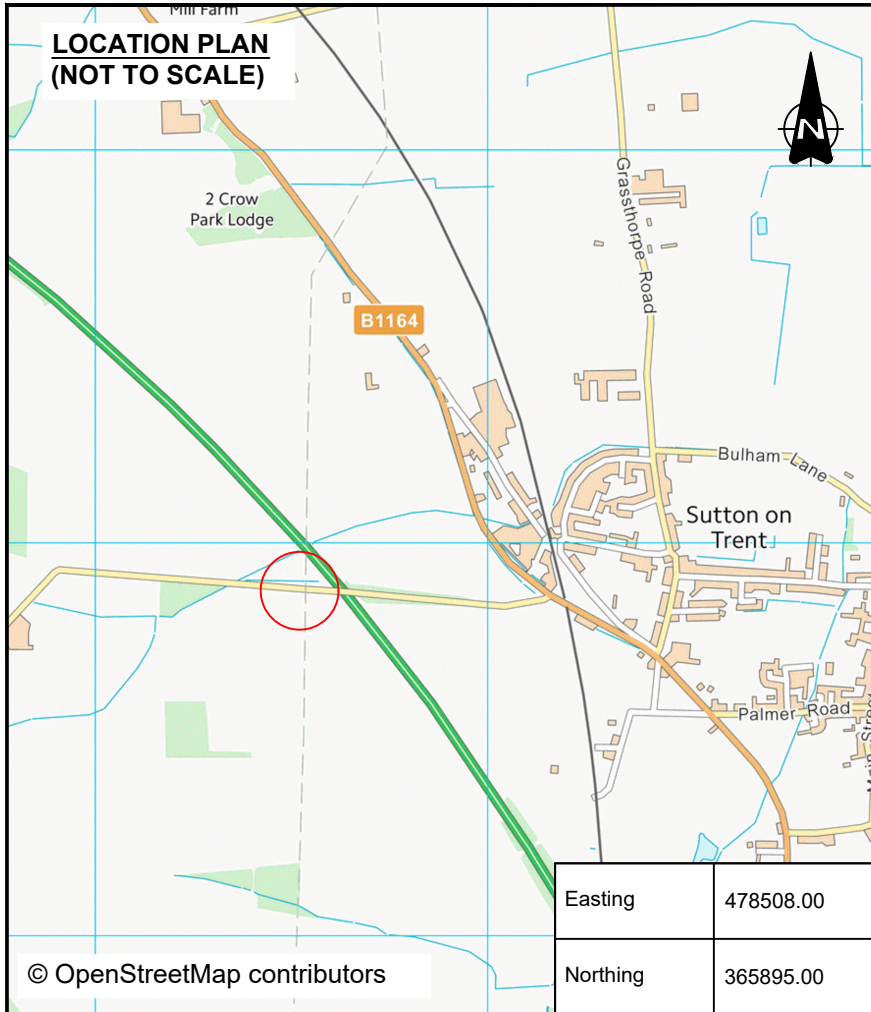 Mill Farm
LOCATION PLAN
(NOT TO SCALE)
N
2 Crow
Park Lodge
Grassthorpe Road
B1164
Bulham Lane
Sutton on
Trent
Palmer Road
Main Street
Easting 478508.00
Northing 365895.00
© OpenStreetMap contributors